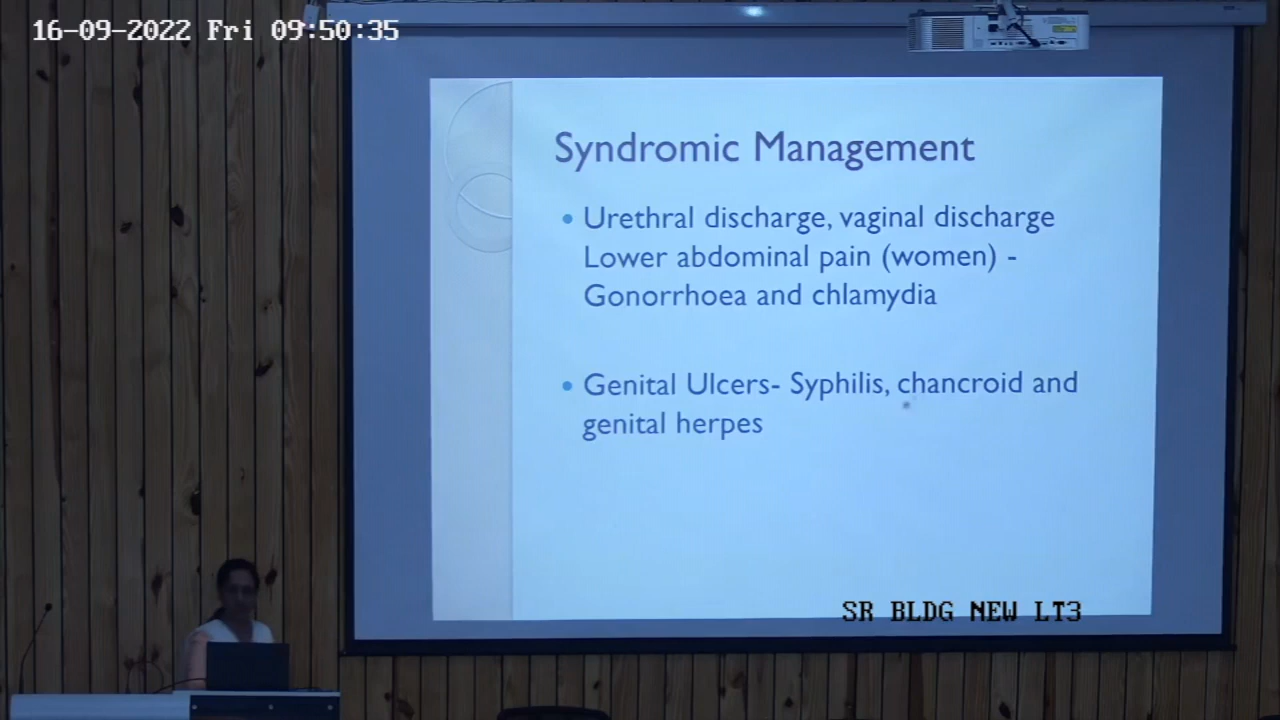 16-09-2022 Fri 09:50:35
Syndromic Management
• Urethral discharge, vaginal discharge
Lower abdominal pain (women) -
Gonorrhoea and chlamydia
• Genital Ulcers- Syphilis, chancroid and
genital herpes
SR BLDG NEW LT3